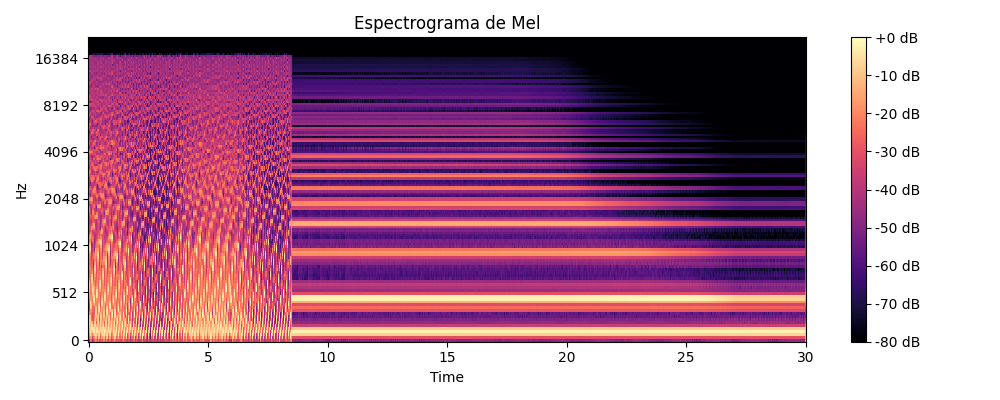 Espectrograma de Mel
Hz
16384
8192
4096
2048
1024
512
0
0 5 10 15 20 25 30
Time
+0 dB
-10 dB
-20 dB
-30 dB
-40 dB
-50 dB
-60 dB
-70 dB
-80 dB